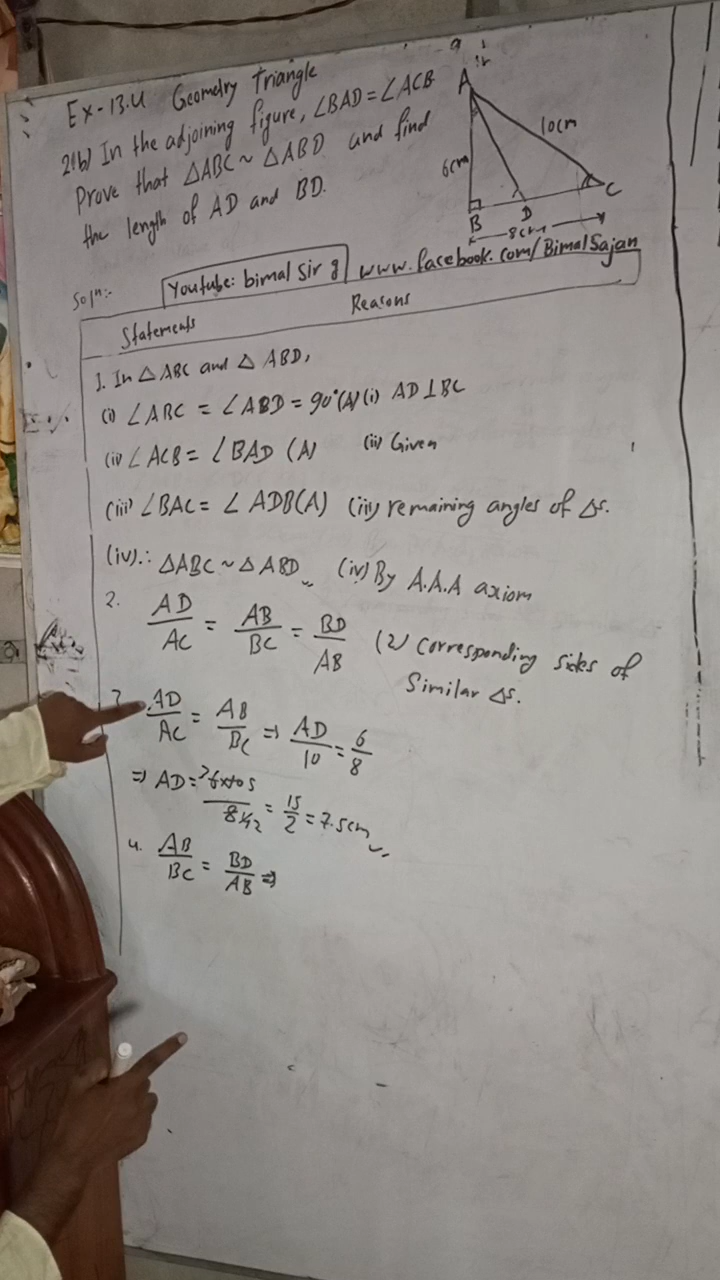 Ex-13.4 Geometry Triangle
2(b) In the adjoining figure, ∠BAD = ∠ACB
Prove that △ABC ~ △ABD and find
the length of AD and BD.
A
10cm
6cm
B
D
C
8cm
Solⁿ:-
Youtube: bimal sir g
www.facebook.com/BimalSajan
Statements
Reasons
1. In △ABC and △ABD,
(i) ∠ABC = ∠ABD = 90° (A) (i) AD⊥BC
(ii) ∠ACB = ∠BAD (A) (ii) Given
(iii) ∠BAC = ∠ADB (A) (iii) remaining angles of △s.
(iv) ∴ △ABC ~ △ABD (iv) By A.A.A axiom
2. AD/AC = AB/BC = BD/AB (2) Corresponding sides of
Similar △s.
AD/AC = AB/BC ⇒ AD/10 = 6/8
⇒ AD = 6×10/8 = 15/2 = 7.5cm
4. AB/BC = BD/AB ⇒